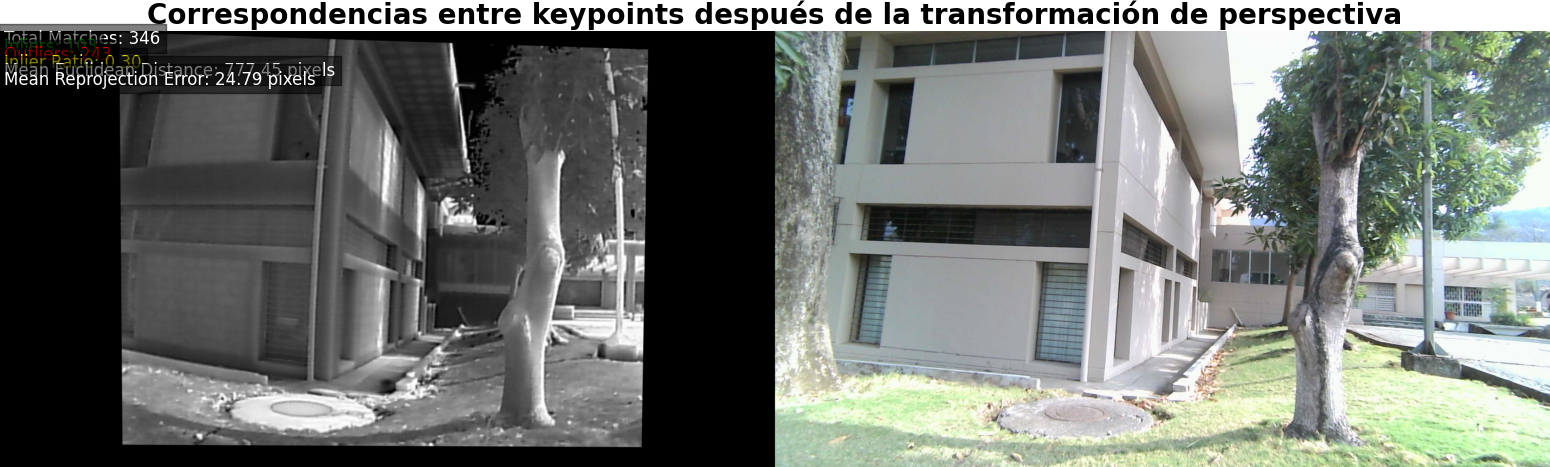 Correspondencias entre keypoints después de la transformación de perspectiva
Total Matches: 346
Outliers: 243
Inlier Ratio: 0.30
Mean Euclidean Distance: 777.45 pixels
Mean Reprojection Error: 24.79 pixels